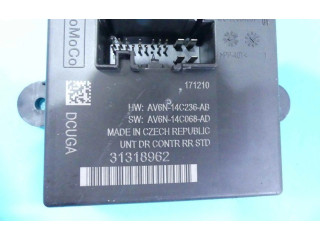 FoMoCo
171210
DCUGA
HW: AV6N-14C236-AB
SW: AV6N-14C068-AD
MADE IN CZECH REPUBLIC
UNT DR CONTR RR STD
31318962